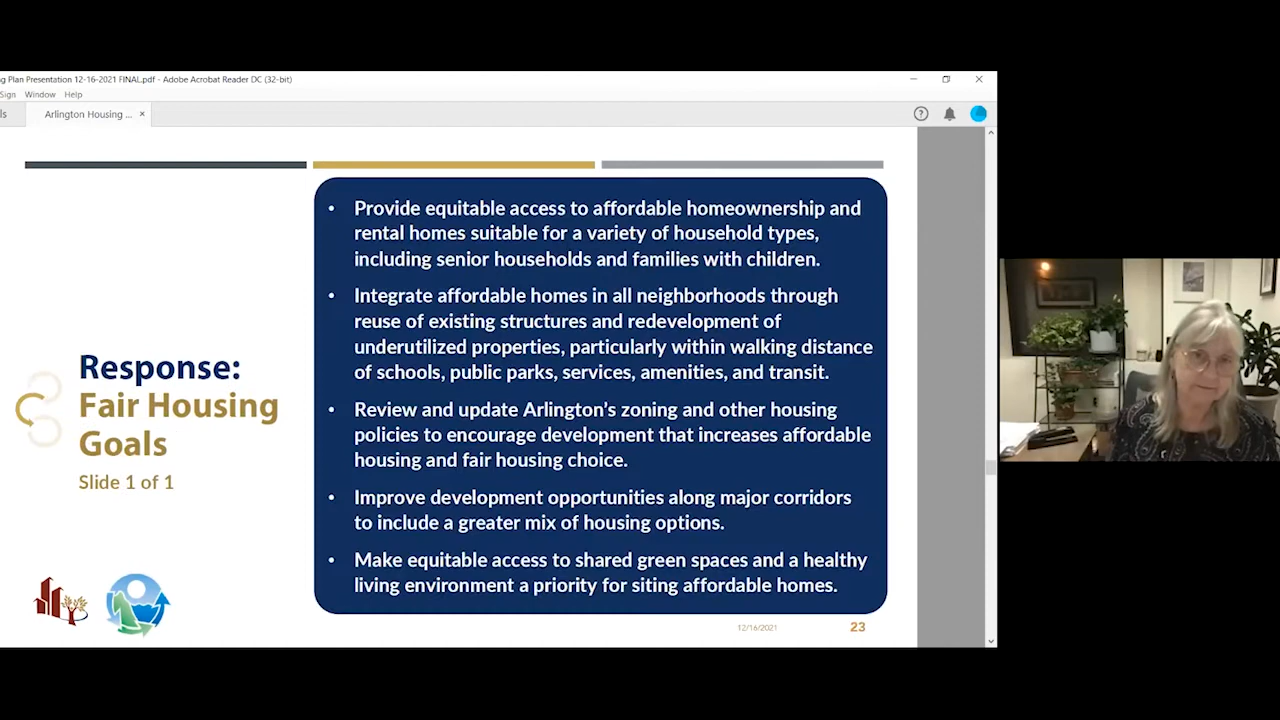 g Plan Presentation 12-16-2021 FINAL.pdf - Adobe Acrobat Reader DC (32-bit)
Sign Window Help
ls Arlington Housing ... ×
• Provide equitable access to affordable homeownership and
rental homes suitable for a variety of household types,
including senior households and families with children.
• Integrate affordable homes in all neighborhoods through
reuse of existing structures and redevelopment of
underutilized properties, particularly within walking distance
of schools, public parks, services, amenities, and transit.
• Review and update Arlington's zoning and other housing
policies to encourage development that increases affordable
housing and fair housing choice.
• Improve development opportunities along major corridors
to include a greater mix of housing options.
• Make equitable access to shared green spaces and a healthy
living environment a priority for siting affordable homes.
Response:
Fair Housing
Goals
Slide 1 of 1
12/16/2021
23